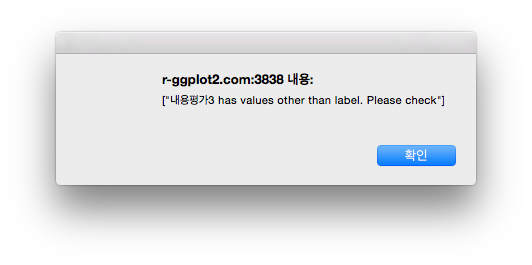 r-ggplot2.com:3838 내용:
["내용평가3 has values other than label. Please check"]
확인